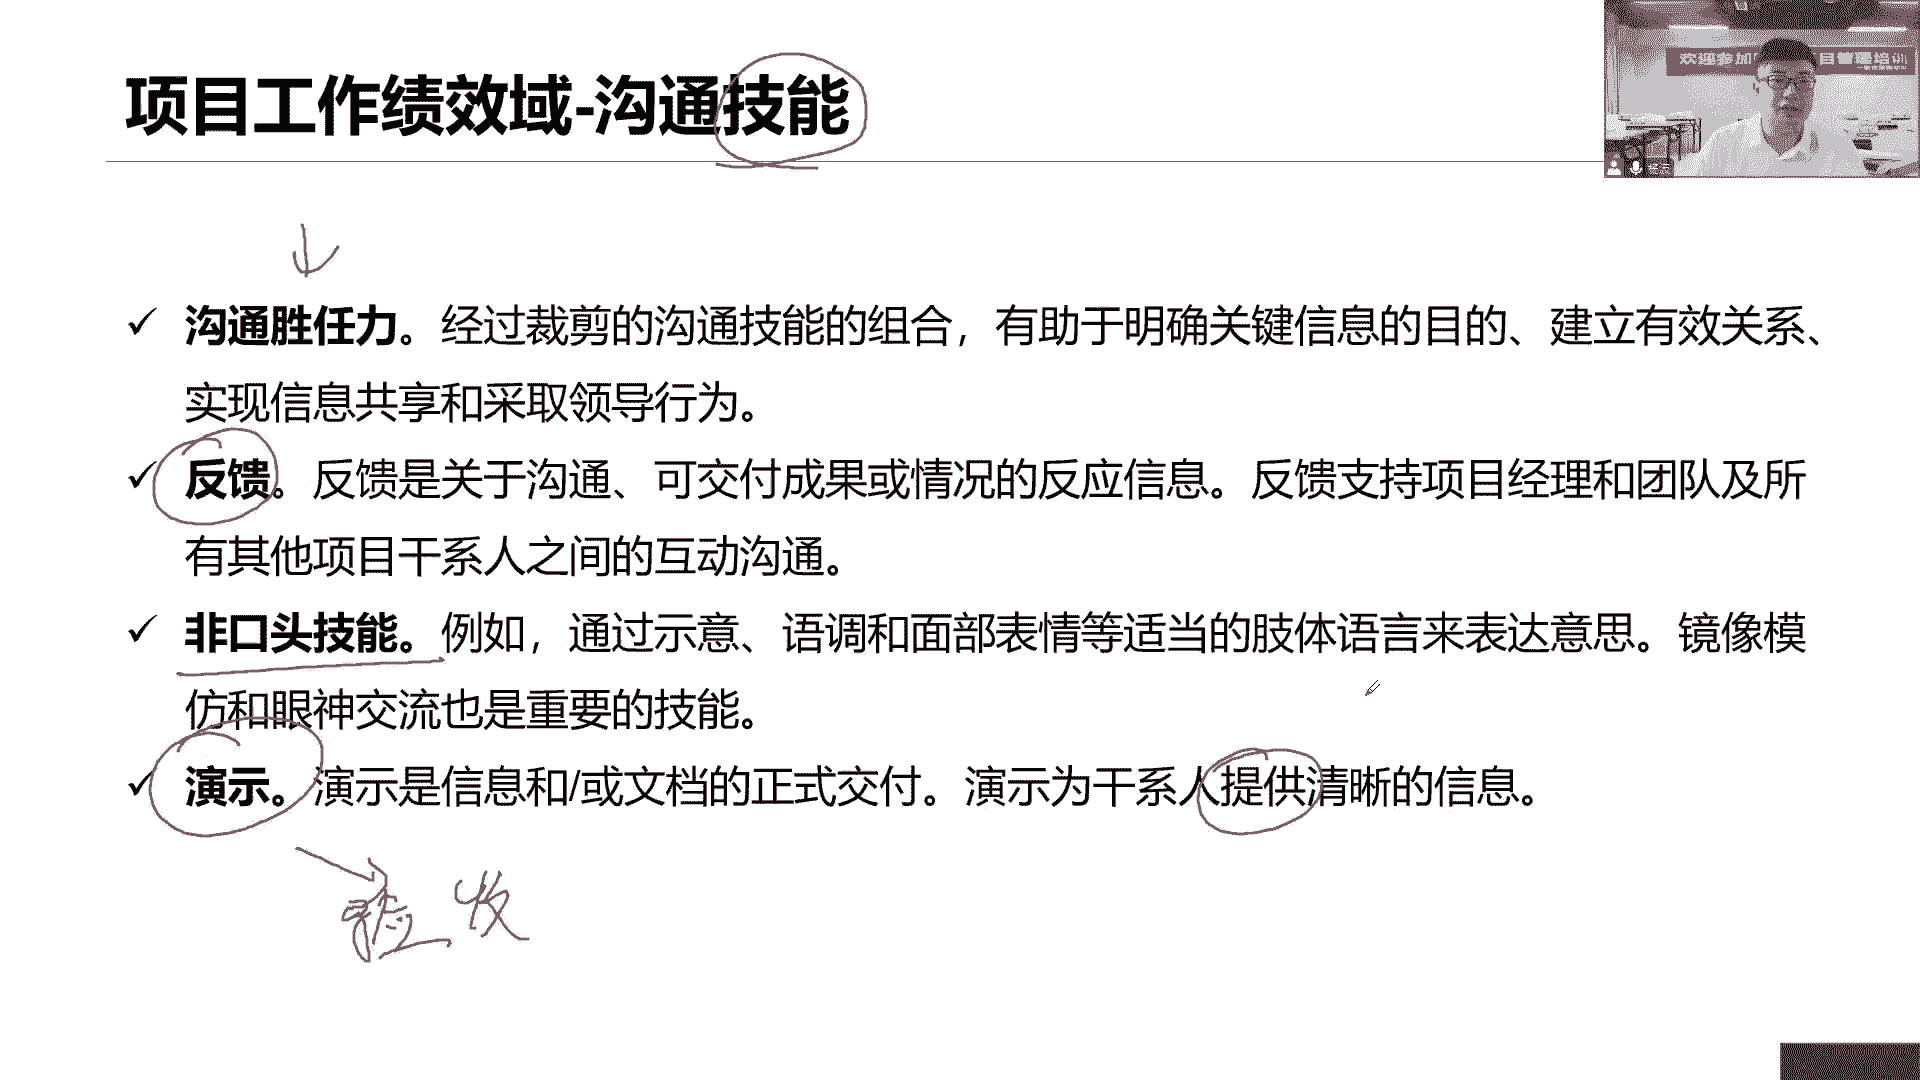 项目工作绩效域-沟通技能
欢迎参加
目管理培训
✓ 沟通胜任力。经过裁剪的沟通技能的组合，有助于明确关键信息的目的、建立有效关系、
实现信息共享和采取领导行为。
✓ 反馈。反馈是关于沟通、可交付成果或情况的反应信息。反馈支持项目经理和团队及所
有其他项目干系人之间的互动沟通。
✓ 非口头技能。例如，通过示意、语调和面部表情等适当的肢体语言来表达意思。镜像模
仿和眼神交流也是重要的技能。
✓ 演示。演示是信息和/或文档的正式交付。演示为干系人提供清晰的信息。
验收